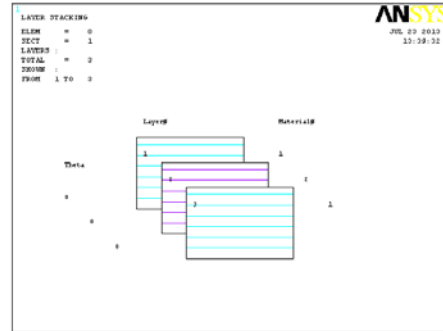 1
LAYER STACKING
ANSYS
ELEM = 0
SECT = 1
LAYERS :
TOTAL = 3
SHOWN :
FROM 1 TO 3
JUL 23 2013
13:39:32
Layer# Material#
1 1
Theta 2 2
0 3 1
0
0